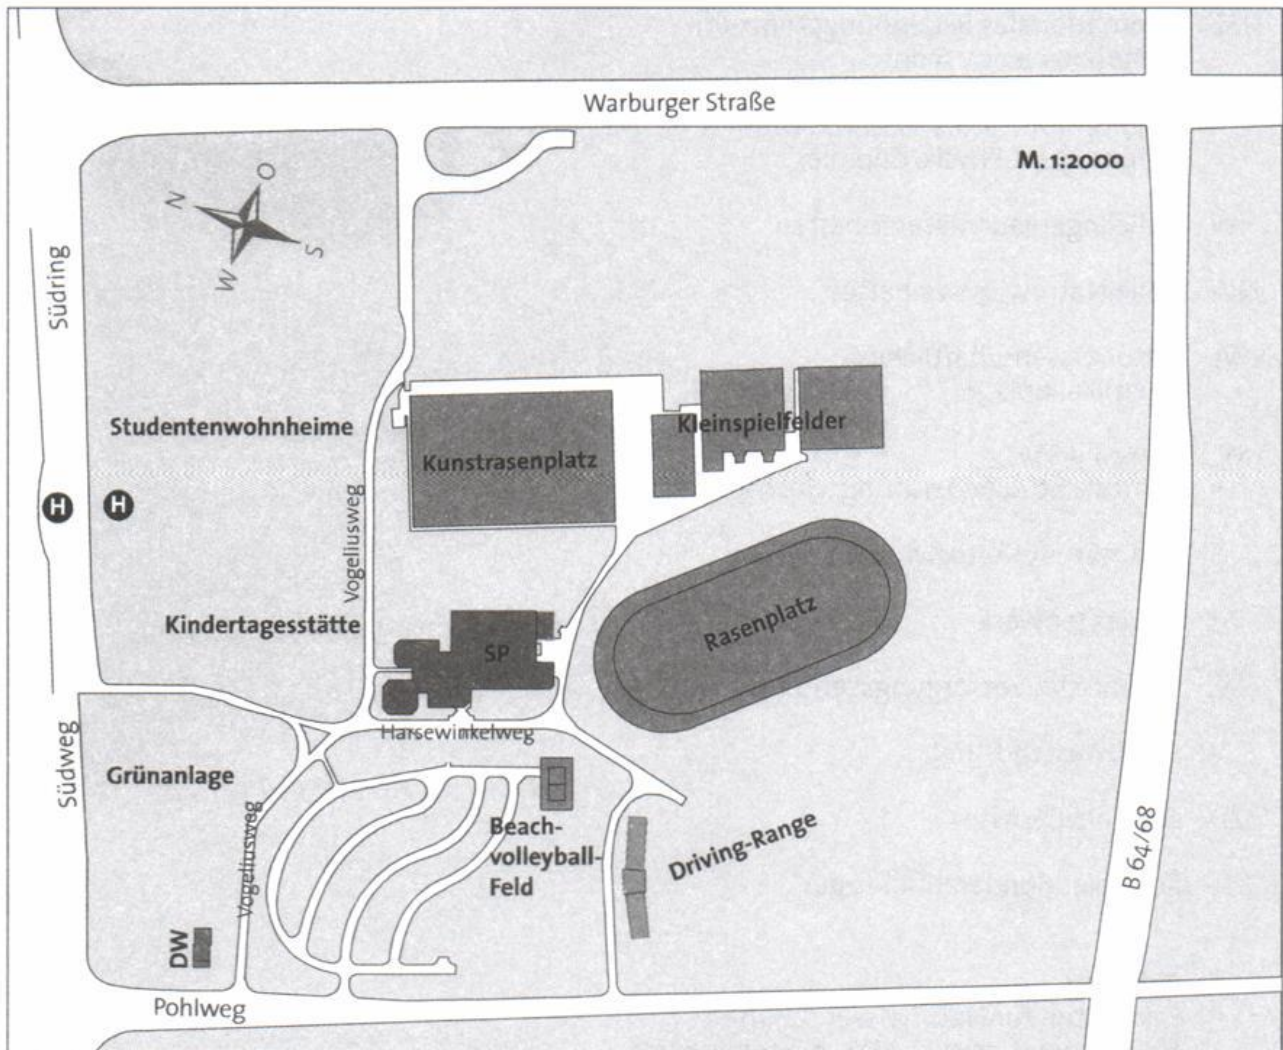 Warburger Straße
M. 1:2000
N
O
S
W
Südring
Studentenwohnheime
Kunstrasenplatz
Kleinspielfelder
H
H
Vogeliusweg
Rasenplatz
Kindertagesstätte
SP
Harsewinkelweg
Südweg
Grünanlage
Vogeliusweg
Beach-
volleyball-
Feld
Driving-Range
B 64/68
DW
Pohlweg